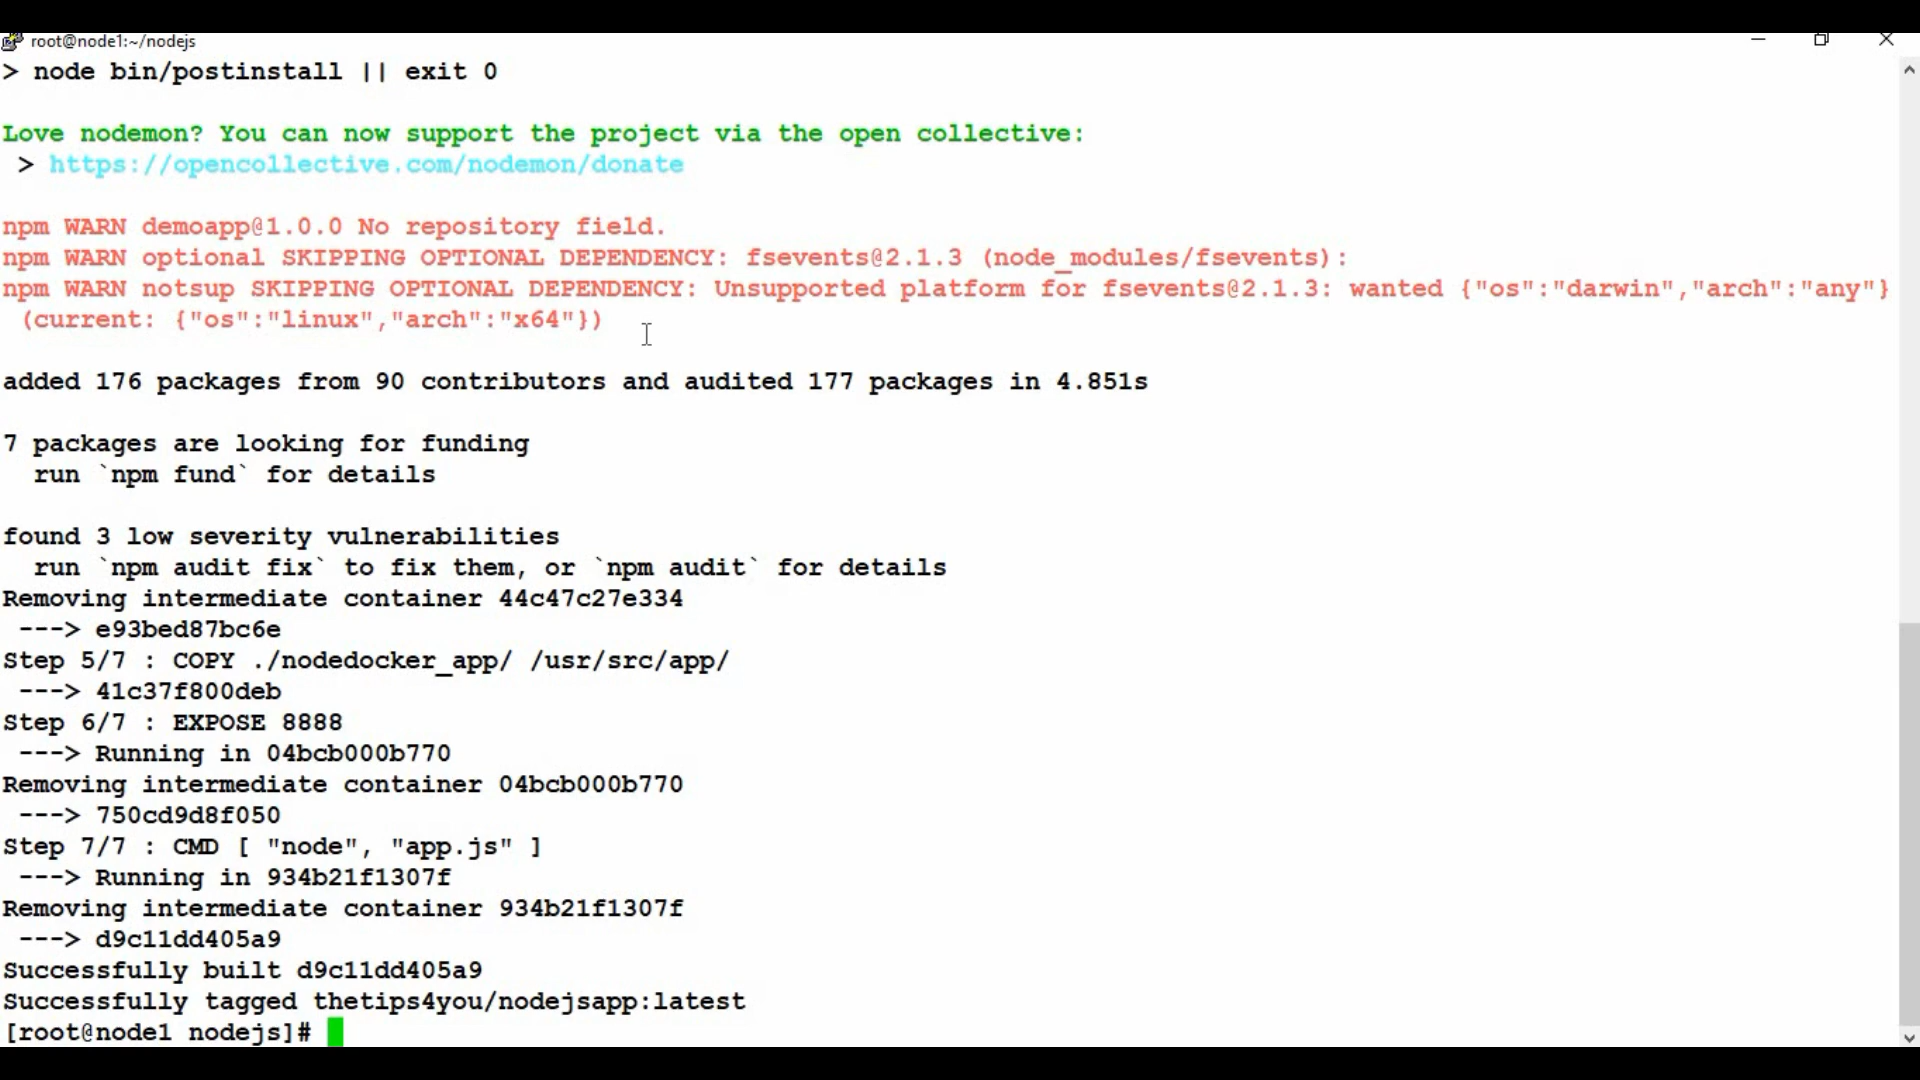 root@node1:~/nodejs
> node bin/postinstall || exit 0
Love nodemon? You can now support the project via the open collective:
 > https://opencollective.com/nodemon/donate
npm WARN demoapp@1.0.0 No repository field.
npm WARN optional SKIPPING OPTIONAL DEPENDENCY: fsevents@2.1.3 (node_modules/fsevents):
npm WARN notsup SKIPPING OPTIONAL DEPENDENCY: Unsupported platform for fsevents@2.1.3: wanted {"os":"darwin","arch":"any"}
 (current: {"os":"linux","arch":"x64"})
added 176 packages from 90 contributors and audited 177 packages in 4.851s
7 packages are looking for funding
  run `npm fund` for details
found 3 low severity vulnerabilities
  run `npm audit fix` to fix them, or `npm audit` for details
Removing intermediate container 44c47c27e334
 ---> e93bed87bc6e
Step 5/7 : COPY ./nodedocker_app/ /usr/src/app/
 ---> 41c37f800deb
Step 6/7 : EXPOSE 8888
 ---> Running in 04bcb000b770
Removing intermediate container 04bcb000b770
 ---> 750cd9d8f050
Step 7/7 : CMD [ "node", "app.js" ]
 ---> Running in 934b21f1307f
Removing intermediate container 934b21f1307f
 ---> d9c11dd405a9
Successfully built d9c11dd405a9
Successfully tagged thetips4you/nodejsapp:latest
[root@node1 nodejs]#